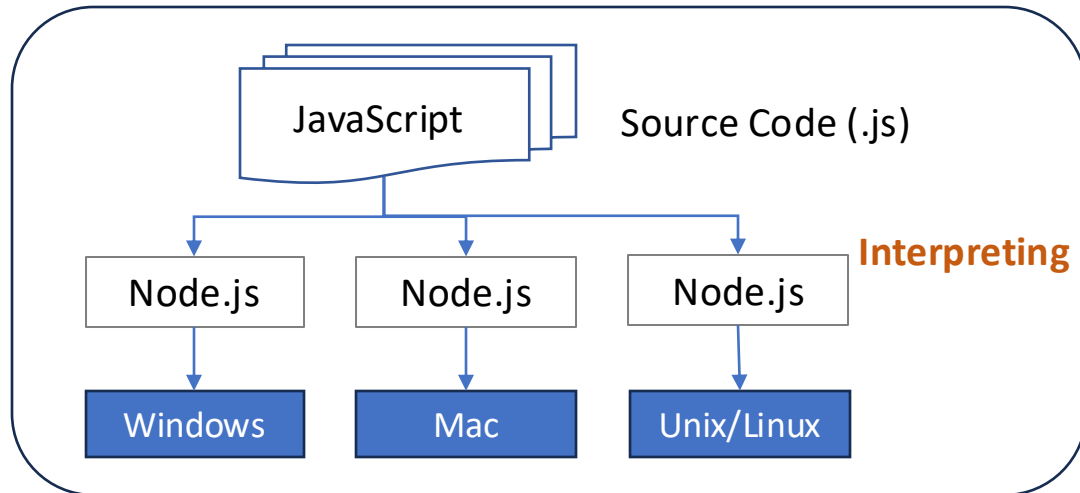 JavaScript
Source Code (.js)
Interpreting
Node.js
Node.js
Node.js
Windows
Mac
Unix/Linux